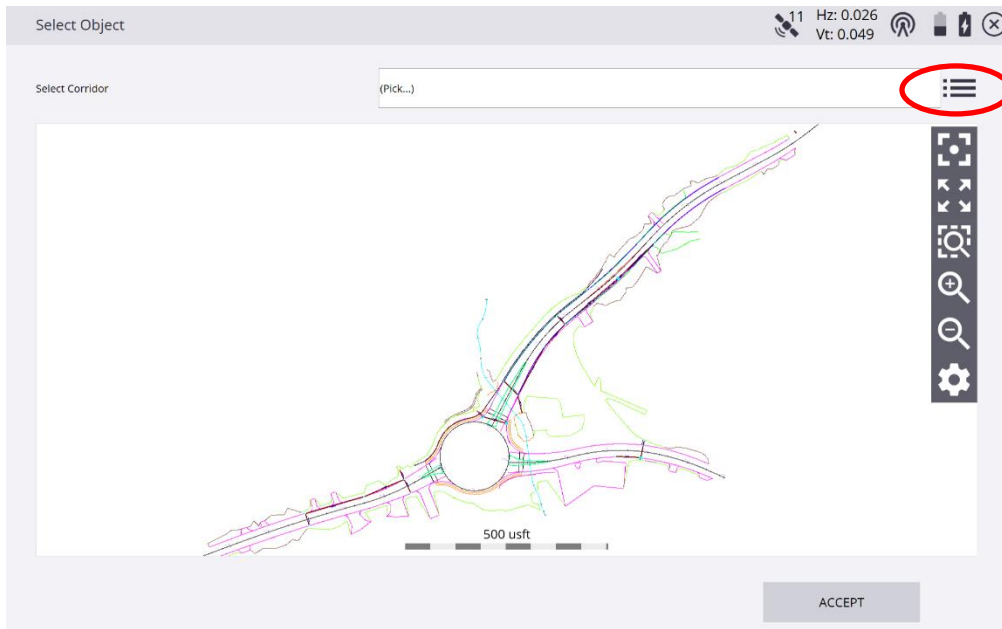 Select Object
11
Hz: 0.026
Vt: 0.049
Select Corridor
(Pick...)
500 usft
ACCEPT